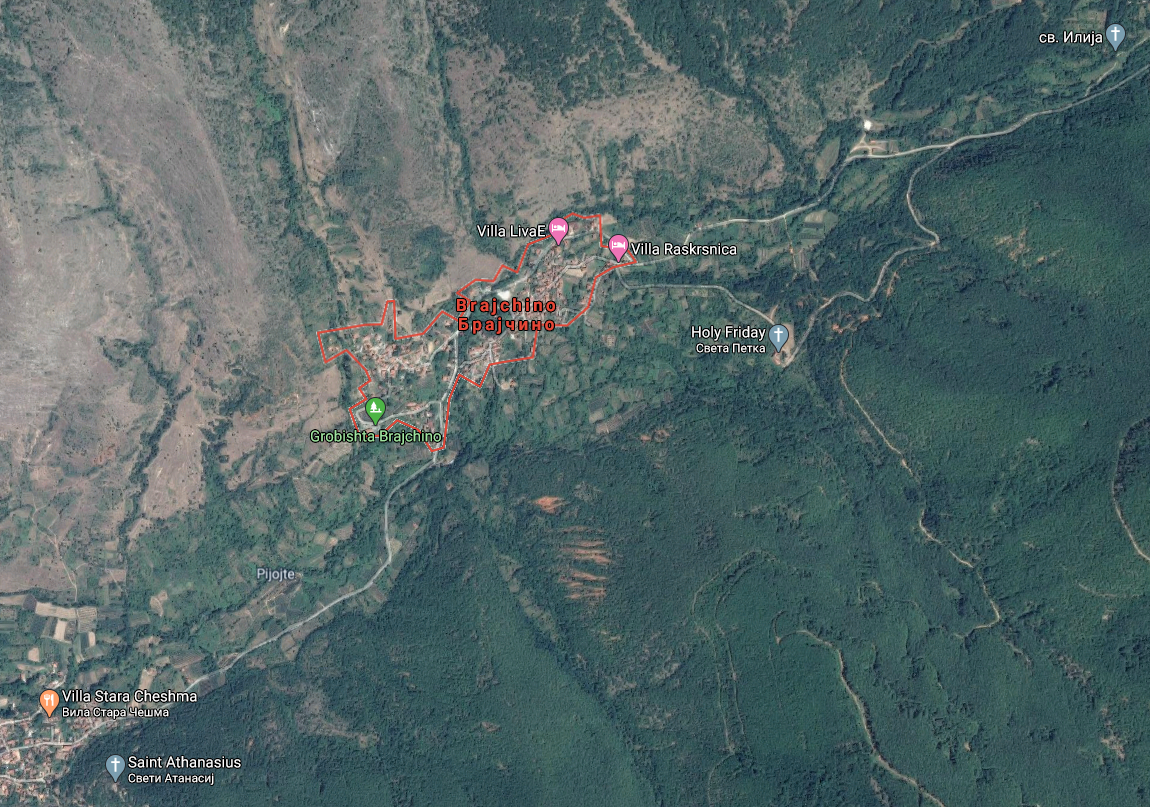 св. Илија
Villa LivaE
Villa Raskrsnica
Brajchino
Брајчино
Holy Friday
Света Петка
Grobishta Brajchino
Pijojte
Villa Stara Cheshma
Вила Стара Чешма
Saint Athanasius
Свети Атанасиј